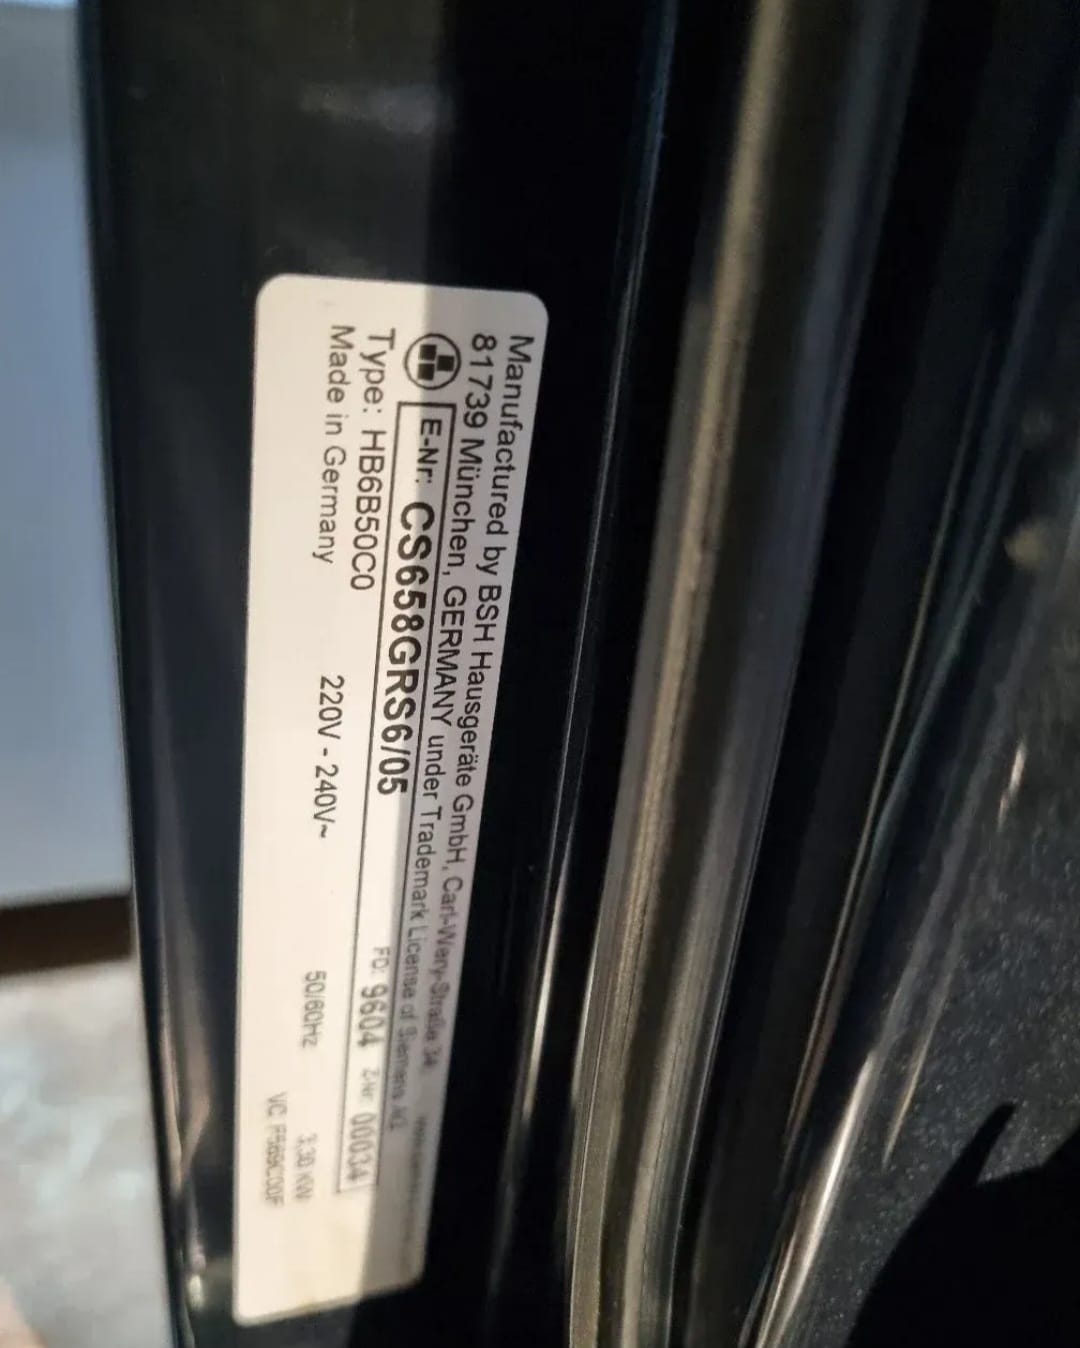 Manufactured by BSH Hausgeräte GmbH, Carl-Wery-Straße 34
81739 München, GERMANY under Trademark License of Siemens AG
E-Nr: CS658GRS6/05 FD: 9604 Z-Nr: 00034
Type: HB6B50C0
Made in Germany 220V - 240V~ 50/60Hz 3,30 KW
VC